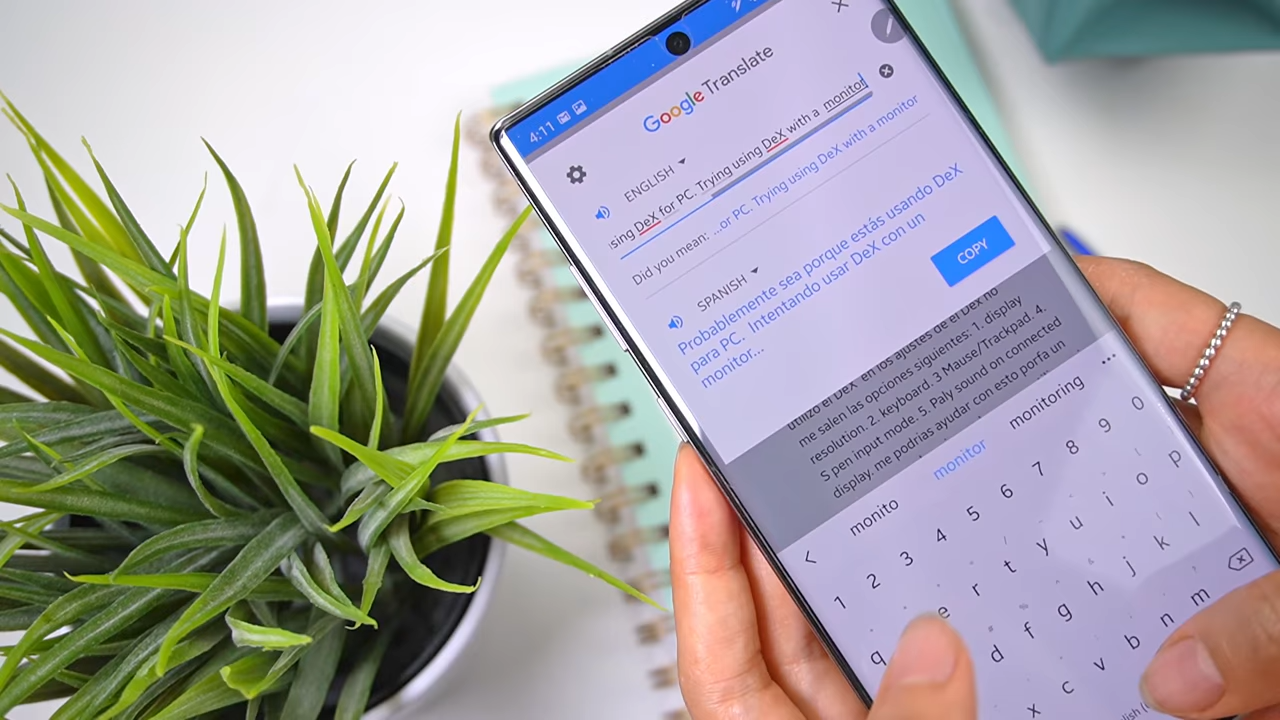 4:11
Google Translate
ENGLISH
using DeX for PC. Trying using DeX with a monitor
Did you mean: ...or PC. Trying using DeX with a monitor
SPANISH
Probablemente sea porque estás usando DeX
para PC. Intentando usar DeX con un
monitor...
COPY
utilizo el DeX en los ajustes de el Dex no
me salen las opciones siguientes: 1. display
resolution. 2. keyboard. 3 Mause/Trackpad. 4.
S pen input mode. 5. Paly sound on connected
display. me podrias ayudar con esto porfa un
monito monitor monitoring
1 2 3 4 5 6 7 8 9 0
q e r t y u i o p
d f g h j k l
x c v b n m